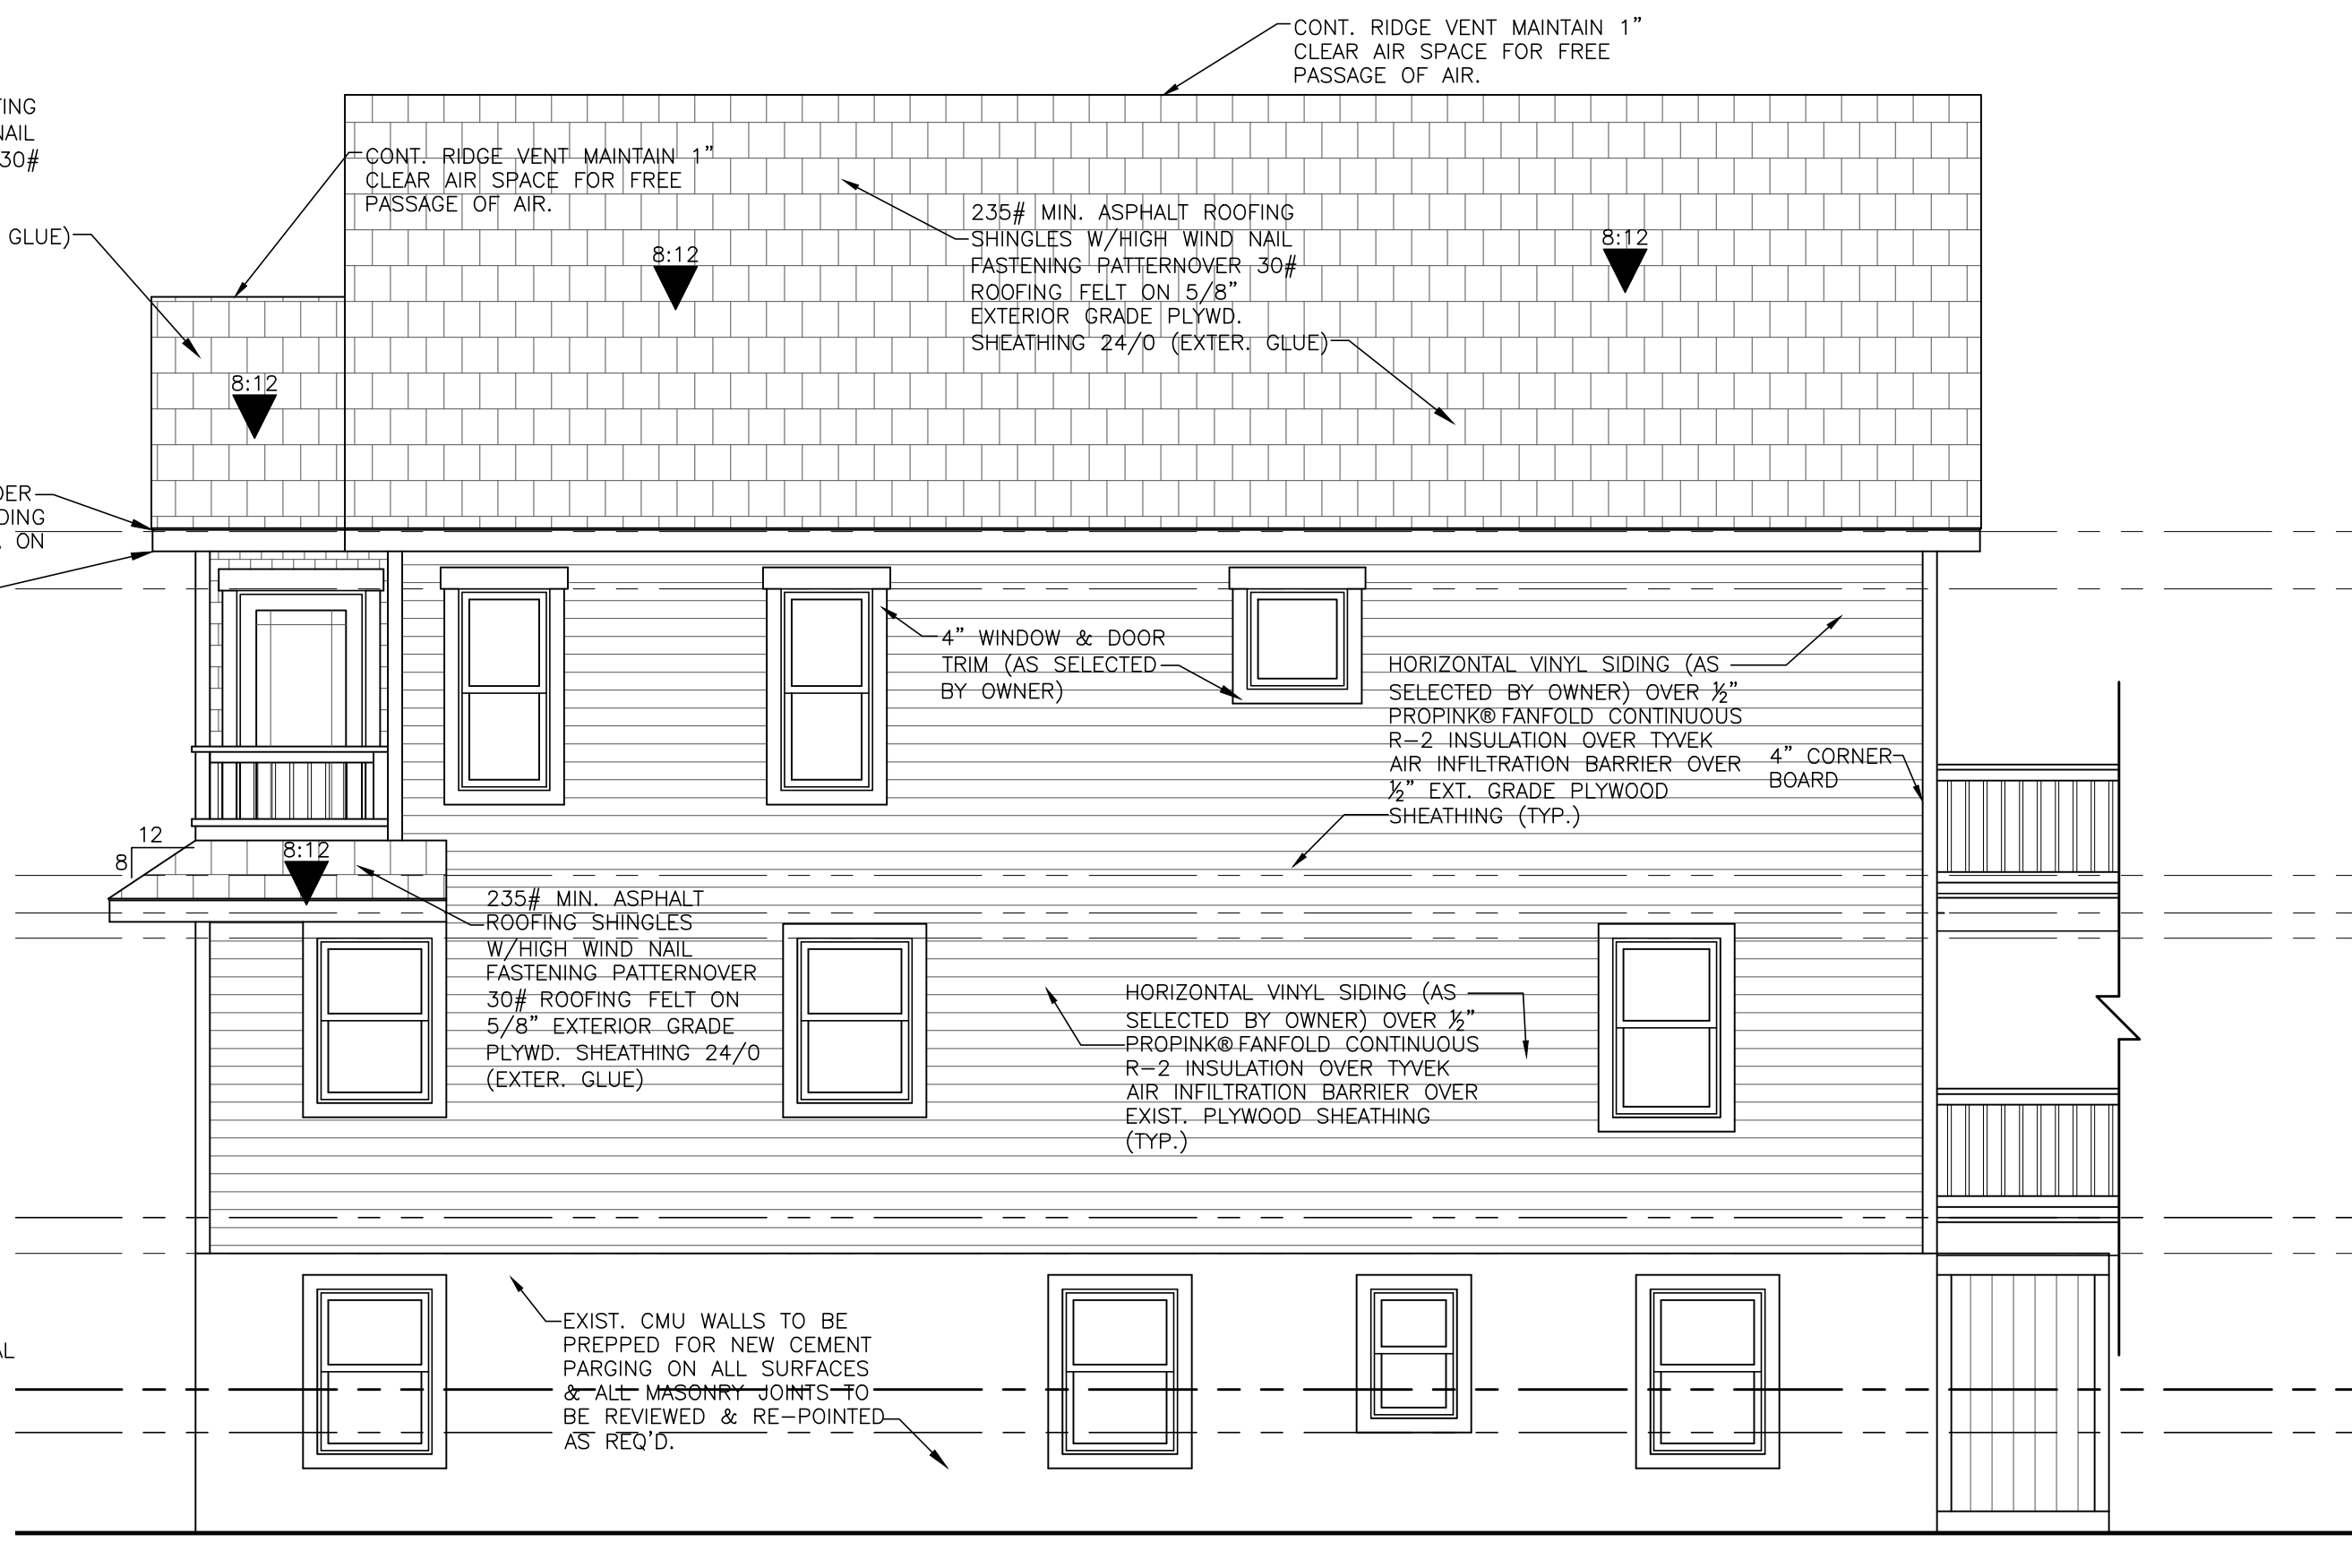 CONT. RIDGE VENT MAINTAIN 1”
CLEAR AIR SPACE FOR FREE
PASSAGE OF AIR.
30#
GLUE)
ON
CONT. RIDGE VENT MAINTAIN 1”
CLEAR AIR SPACE FOR FREE
PASSAGE OF AIR.
8:12
235# MIN. ASPHALT ROOFING
SHINGLES W/HIGH WIND NAIL
FASTENING PATTERNOVER 30#
ROOFING FELT ON 5/8”
EXTERIOR GRADE PLYWD.
SHEATHING 24/0 (EXTER. GLUE)
8:12
8:12
4” WINDOW & DOOR
TRIM (AS SELECTED
BY OWNER)
HORIZONTAL VINYL SIDING (AS
SELECTED BY OWNER) OVER ½”
PROPINK® FANFOLD CONTINUOUS
R–2 INSULATION OVER TYVEK
AIR INFILTRATION BARRIER OVER
½” EXT. GRADE PLYWOOD
SHEATHING (TYP.)
4” CORNER
BOARD
12
8
8:12
235# MIN. ASPHALT
ROOFING SHINGLES
W/HIGH WIND NAIL
FASTENING PATTERNOVER
30# ROOFING FELT ON
5/8” EXTERIOR GRADE
PLYWD. SHEATHING 24/0
(EXTER. GLUE)
HORIZONTAL VINYL SIDING (AS
SELECTED BY OWNER) OVER ½”
PROPINK® FANFOLD CONTINUOUS
R–2 INSULATION OVER TYVEK
AIR INFILTRATION BARRIER OVER
EXIST. PLYWOOD SHEATHING
(TYP.)
EXIST. CMU WALLS TO BE
PREPPED FOR NEW CEMENT
PARGING ON ALL SURFACES
& ALL MASONRY JOINTS TO
BE REVIEWED & RE–POINTED
AS REQ'D.